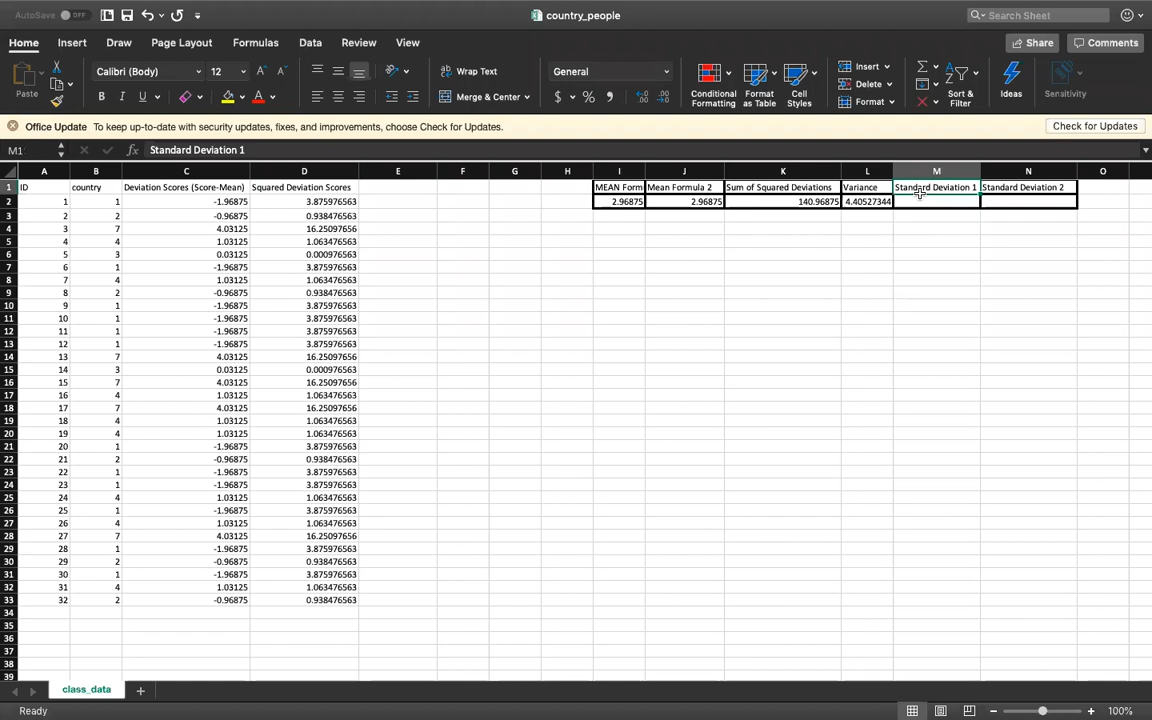 AutoSave OFF country_people Search Sheet
Home Insert Draw Page Layout Formulas Data Review View Share Comments
Paste Calibri (Body) 12 A A Wrap Text General Insert Σ
B I U A Merge & Center $ % Conditional Formatting Format as Table Cell Styles Delete Format Sort & Filter Ideas Sensitivity
Office Update To keep up-to-date with security updates, fixes, and improvements, choose Check for Updates. Check for Updates
M1 fx Standard Deviation 1
A B C D E F G H I J K L M N O
1 ID country Deviation Scores (Score-Mean) Squared Deviation Scores MEAN Form Mean Formula 2 Sum of Squared Deviations Variance Standard Deviation 1 Standard Deviation 2
2 1 1 -1.96875 3.875976563 2.96875 2.96875 140.96875 4.40527344
3 2 2 -0.96875 0.938476563
4 3 7 4.03125 16.25097656
5 4 4 1.03125 1.063476563
6 5 3 0.03125 0.000976563
7 6 1 -1.96875 3.875976563
8 7 4 1.03125 1.063476563
9 8 2 -0.96875 0.938476563
10 9 1 -1.96875 3.875976563
11 10 1 -1.96875 3.875976563
12 11 1 -1.96875 3.875976563
13 12 1 -1.96875 3.875976563
14 13 7 4.03125 16.25097656
15 14 3 0.03125 0.000976563
16 15 7 4.03125 16.25097656
17 16 4 1.03125 1.063476563
18 17 7 4.03125 16.25097656
19 18 4 1.03125 1.063476563
20 19 4 1.03125 1.063476563
21 20 1 -1.96875 3.875976563
22 21 2 -0.96875 0.938476563
23 22 1 -1.96875 3.875976563
24 23 1 -1.96875 3.875976563
25 24 4 1.03125 1.063476563
26 25 1 -1.96875 3.875976563
27 26 4 1.03125 1.063476563
28 27 7 4.03125 16.25097656
29 28 1 -1.96875 3.875976563
30 29 2 -0.96875 0.938476563
31 30 1 -1.96875 3.875976563
32 31 4 1.03125 1.063476563
33 32 2 -0.96875 0.938476563
34
35
36
37
38
39
class_data +
Ready 100%